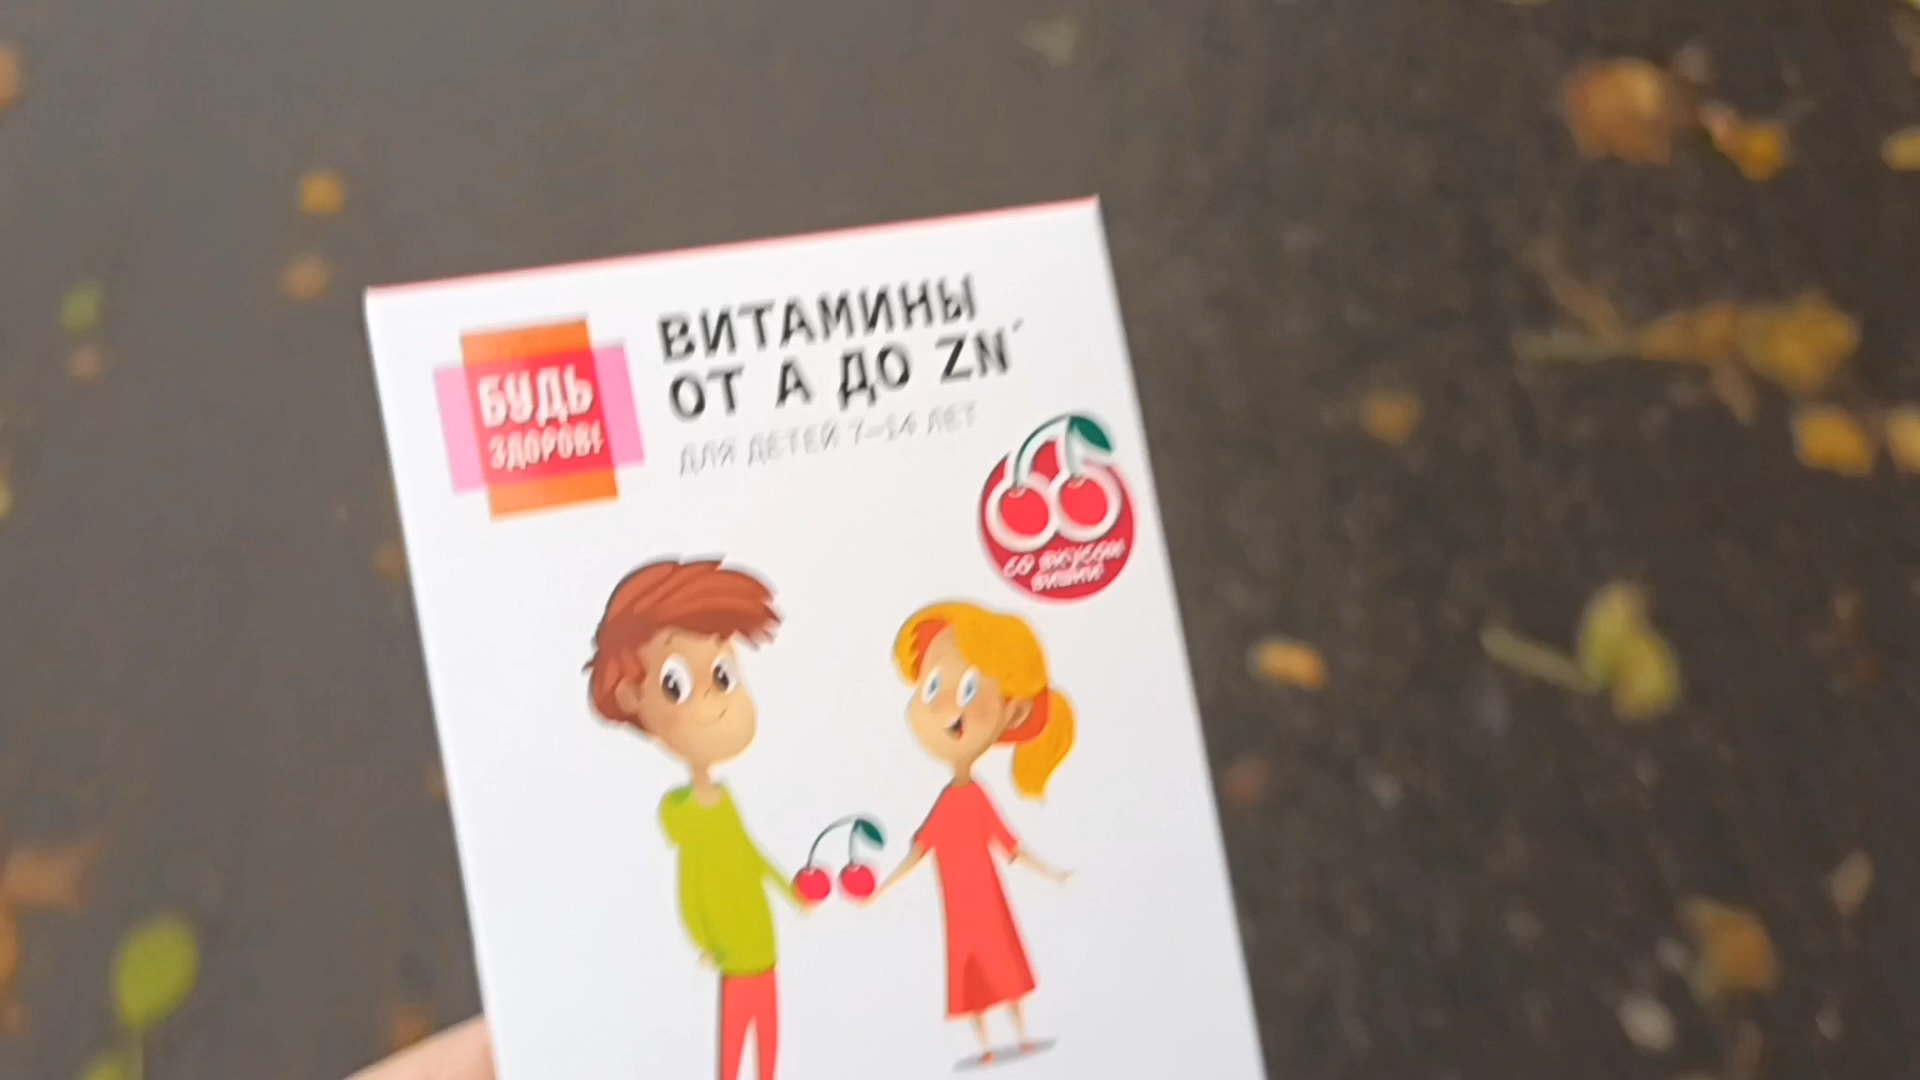 БУДЬ
ЗДОРОВ!
ВИТАМИНЫ
ОТ А ДО ZN
ДЛЯ ДЕТЕЙ 7–14 ЛЕТ
СО ВКУСОМ
ВИШНИ